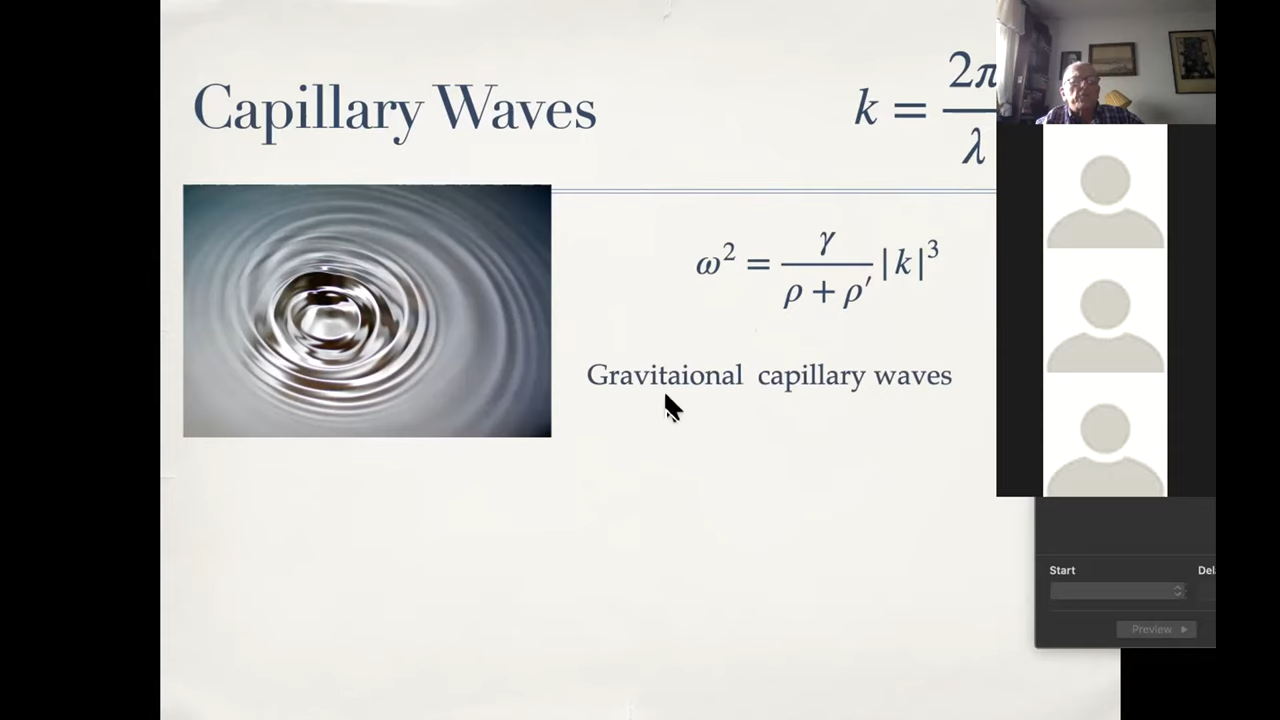 Capillary Waves
k = 2π/λ
ω² = γ/(ρ + ρ′) |k|³
Gravitaional capillary waves
Start
Preview